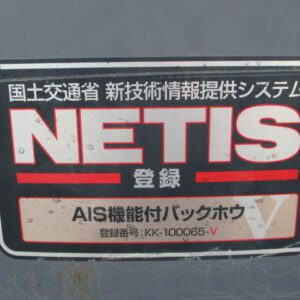 国土交通省 新技術情報提供システム
NETIS
登録
AIS機能付バックホウ
登録番号:KK-100065-V
V